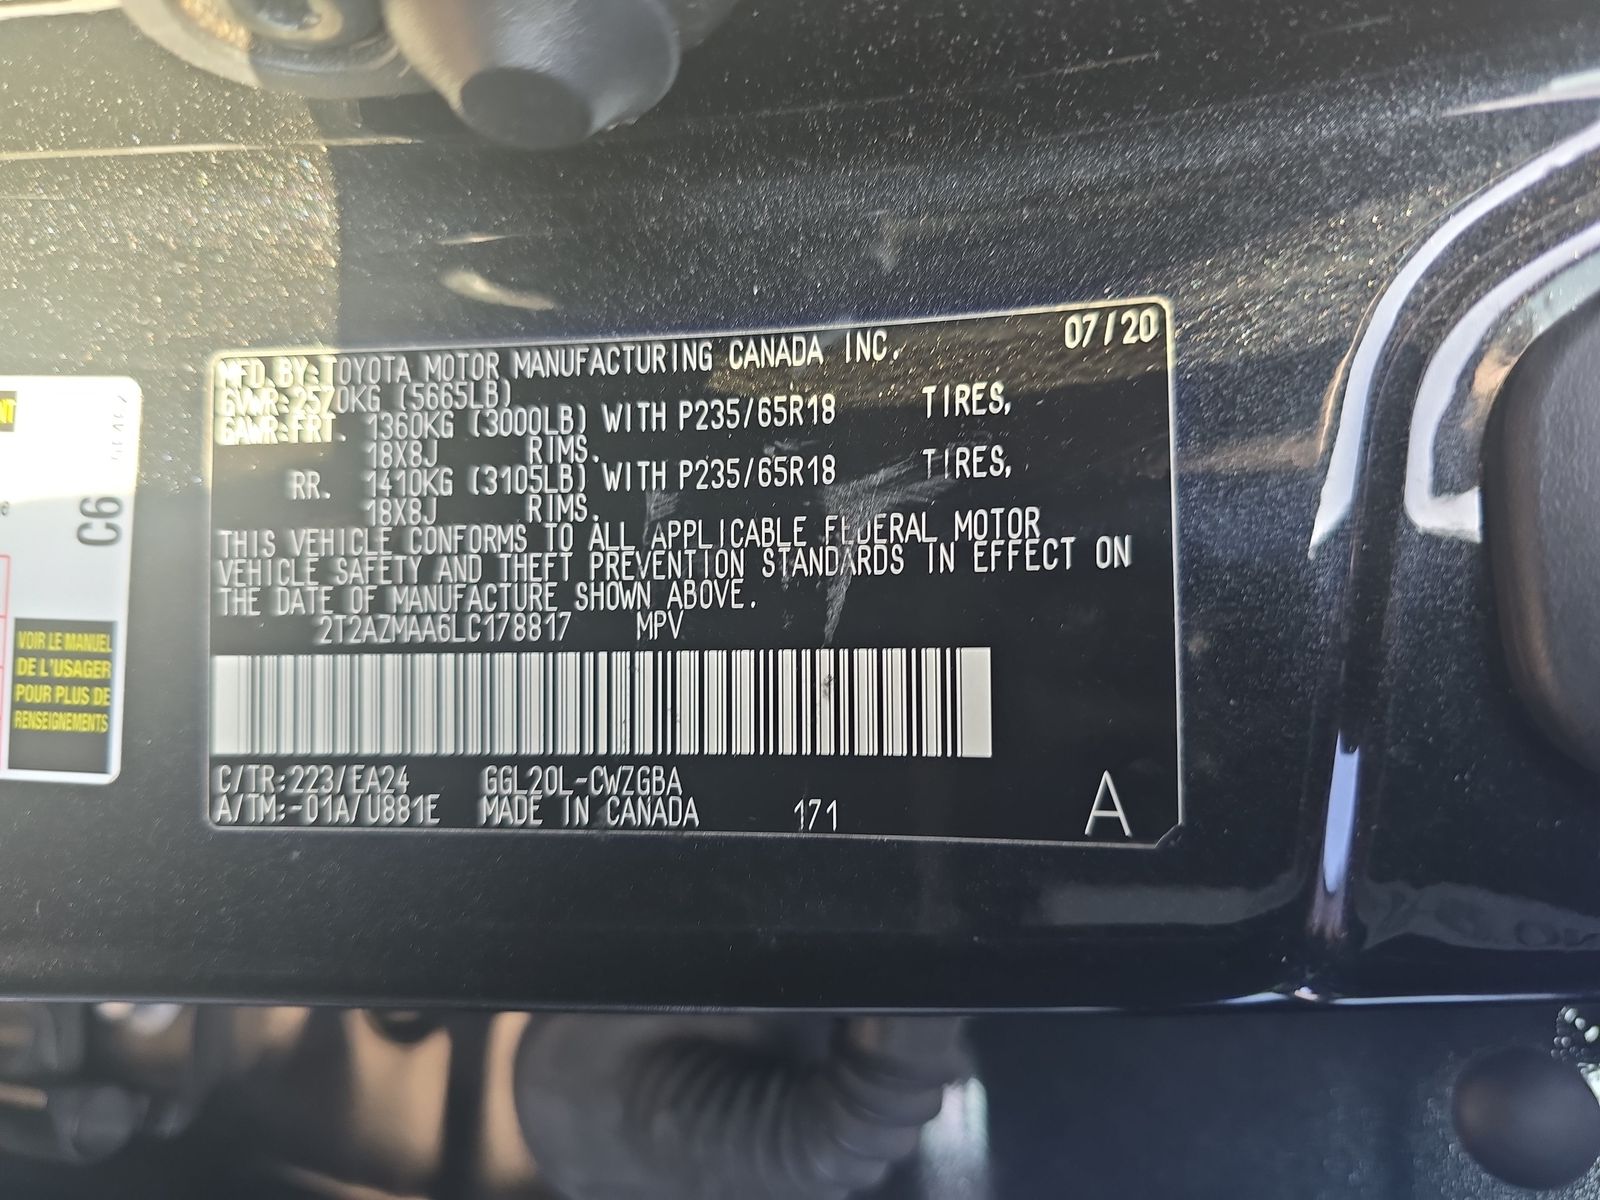 MFD. BY: TOYOTA MOTOR MANUFACTURING CANADA INC. 07/20
GVWR: 2570KG (5665LB)
GAWR: FRT. 1360KG (3000LB) WITH P235/65R18 TIRES,
18X8J RIMS.
RR. 1410KG (3105LB) WITH P235/65R18 TIRES,
18X8J RIMS.
THIS VEHICLE CONFORMS TO ALL APPLICABLE FEDERAL MOTOR
VEHICLE SAFETY AND THEFT PREVENTION STANDARDS IN EFFECT ON
THE DATE OF MANUFACTURE SHOWN ABOVE.
2T2AZMAA6LC178817 MPV
C/TR: 223/EA24 GGL20L-CWZGBA
A/TM: -01A/U881E MADE IN CANADA 171 A
NT
C6
VOIR LE MANUEL
DE L'USAGER
POUR PLUS DE
RENSEIGNEMENTS